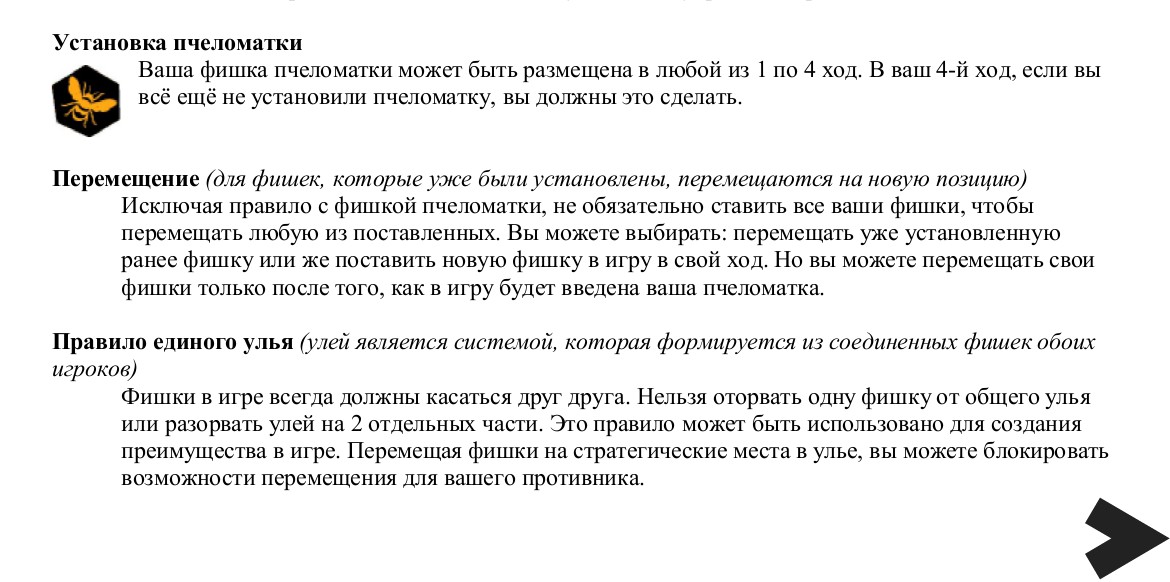 Установка пчеломатки
Ваша фишка пчеломатки может быть размещена в любой из 1 по 4 ход. В ваш 4-й ход, если вы
всё ещё не установили пчеломатку, вы должны это сделать.
Перемещение (для фишек, которые уже были установлены, перемещаются на новую позицию)
Исключая правило с фишкой пчеломатки, не обязательно ставить все ваши фишки, чтобы
перемещать любую из поставленных. Вы можете выбирать: перемещать уже установленную
ранее фишку или же поставить новую фишку в игру в свой ход. Но вы можете перемещать свои
фишки только после того, как в игру будет введена ваша пчеломатка.
Правило единого улья (улей является системой, которая формируется из соединенных фишек обоих
игроков)
Фишки в игре всегда должны касаться друг друга. Нельзя оторвать одну фишку от общего улья
или разорвать улей на 2 отдельных части. Это правило может быть использовано для создания
преимущества в игре. Перемещая фишки на стратегические места в улье, вы можете блокировать
возможности перемещения для вашего противника.